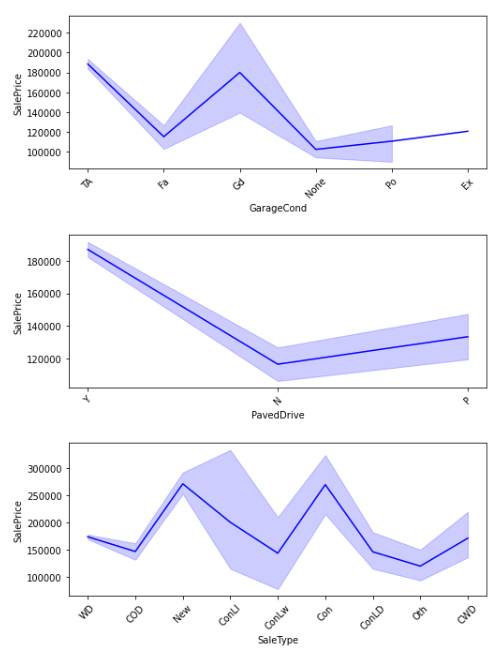 220000
200000
180000
160000
140000
120000
100000
SalePrice
TA Fa Gd None Po Ex
GarageCond
180000
160000
140000
120000
SalePrice
Y N P
PavedDrive
300000
250000
200000
150000
100000
SalePrice
WD COD New ConLI ConLw Con ConLD Oth CWD
SaleType